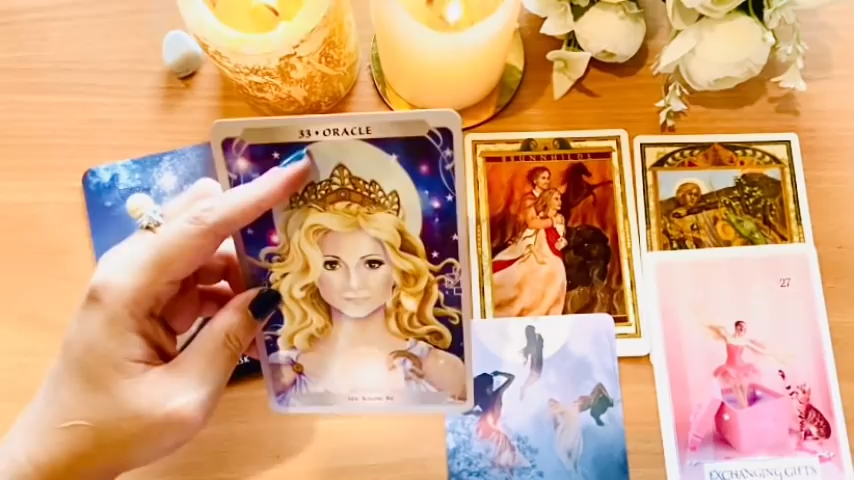 33 • ORACLE
BRUNNHILDE
27
EXCHANGING GIFTS